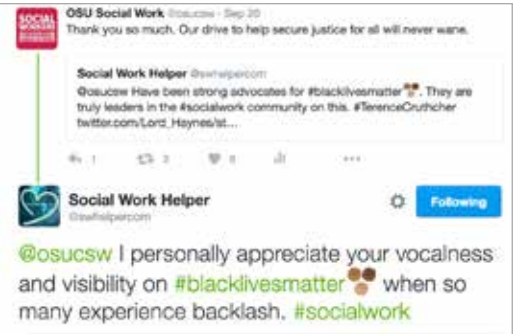 OSU Social Work @osucsw · Sep 20
Thank you so much. Our drive to help secure justice for all will never wane.
Social Work Helper @swhelpercom
@osucsw Have been strong advocates for #blacklivesmatter. They are
truly leaders in the #socialwork community on this. #TerenceCruthcher
twitter.com/Lord_Haynes/st...
1 3 6
Social Work Helper
@swhelpercom
Following
@osucsw I personally appreciate your vocalness
and visibility on #blacklivesmatter when so
many experience backlash. #socialwork